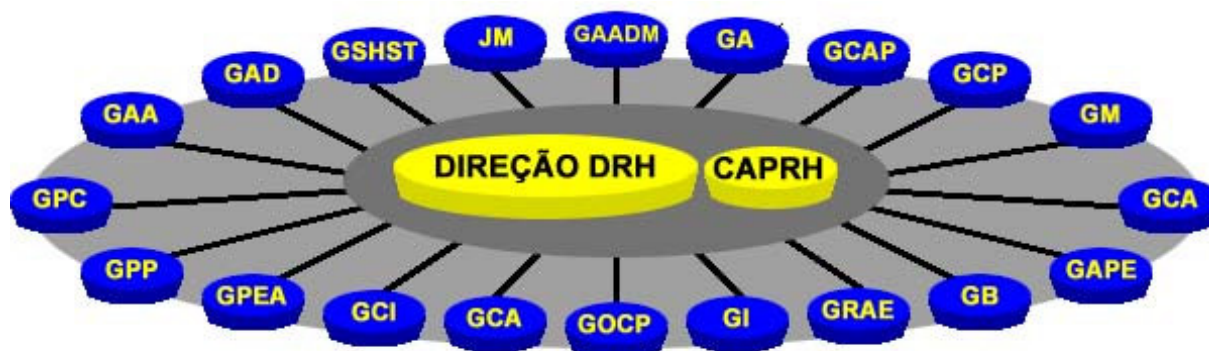 JM
GAADM
GA
GSHST
GCAP
GAD
GCP
GAA
GM
DIREÇÃO DRH
CAPRH
GPC
GCA
GPP
GAPE
GPEA
GB
GCI
GRAE
GCA
GOCP
GI